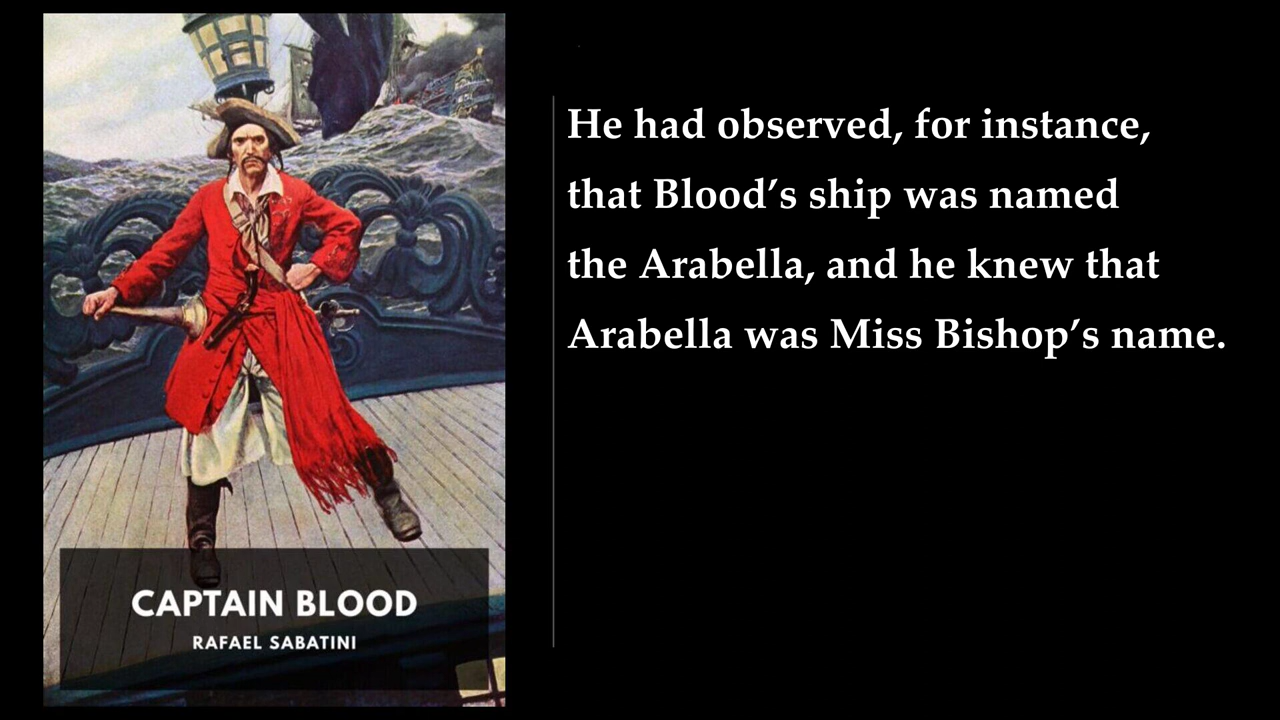 He had observed, for instance,
that Blood’s ship was named
the Arabella, and he knew that
Arabella was Miss Bishop’s name.
CAPTAIN BLOOD
RAFAEL SABATINI